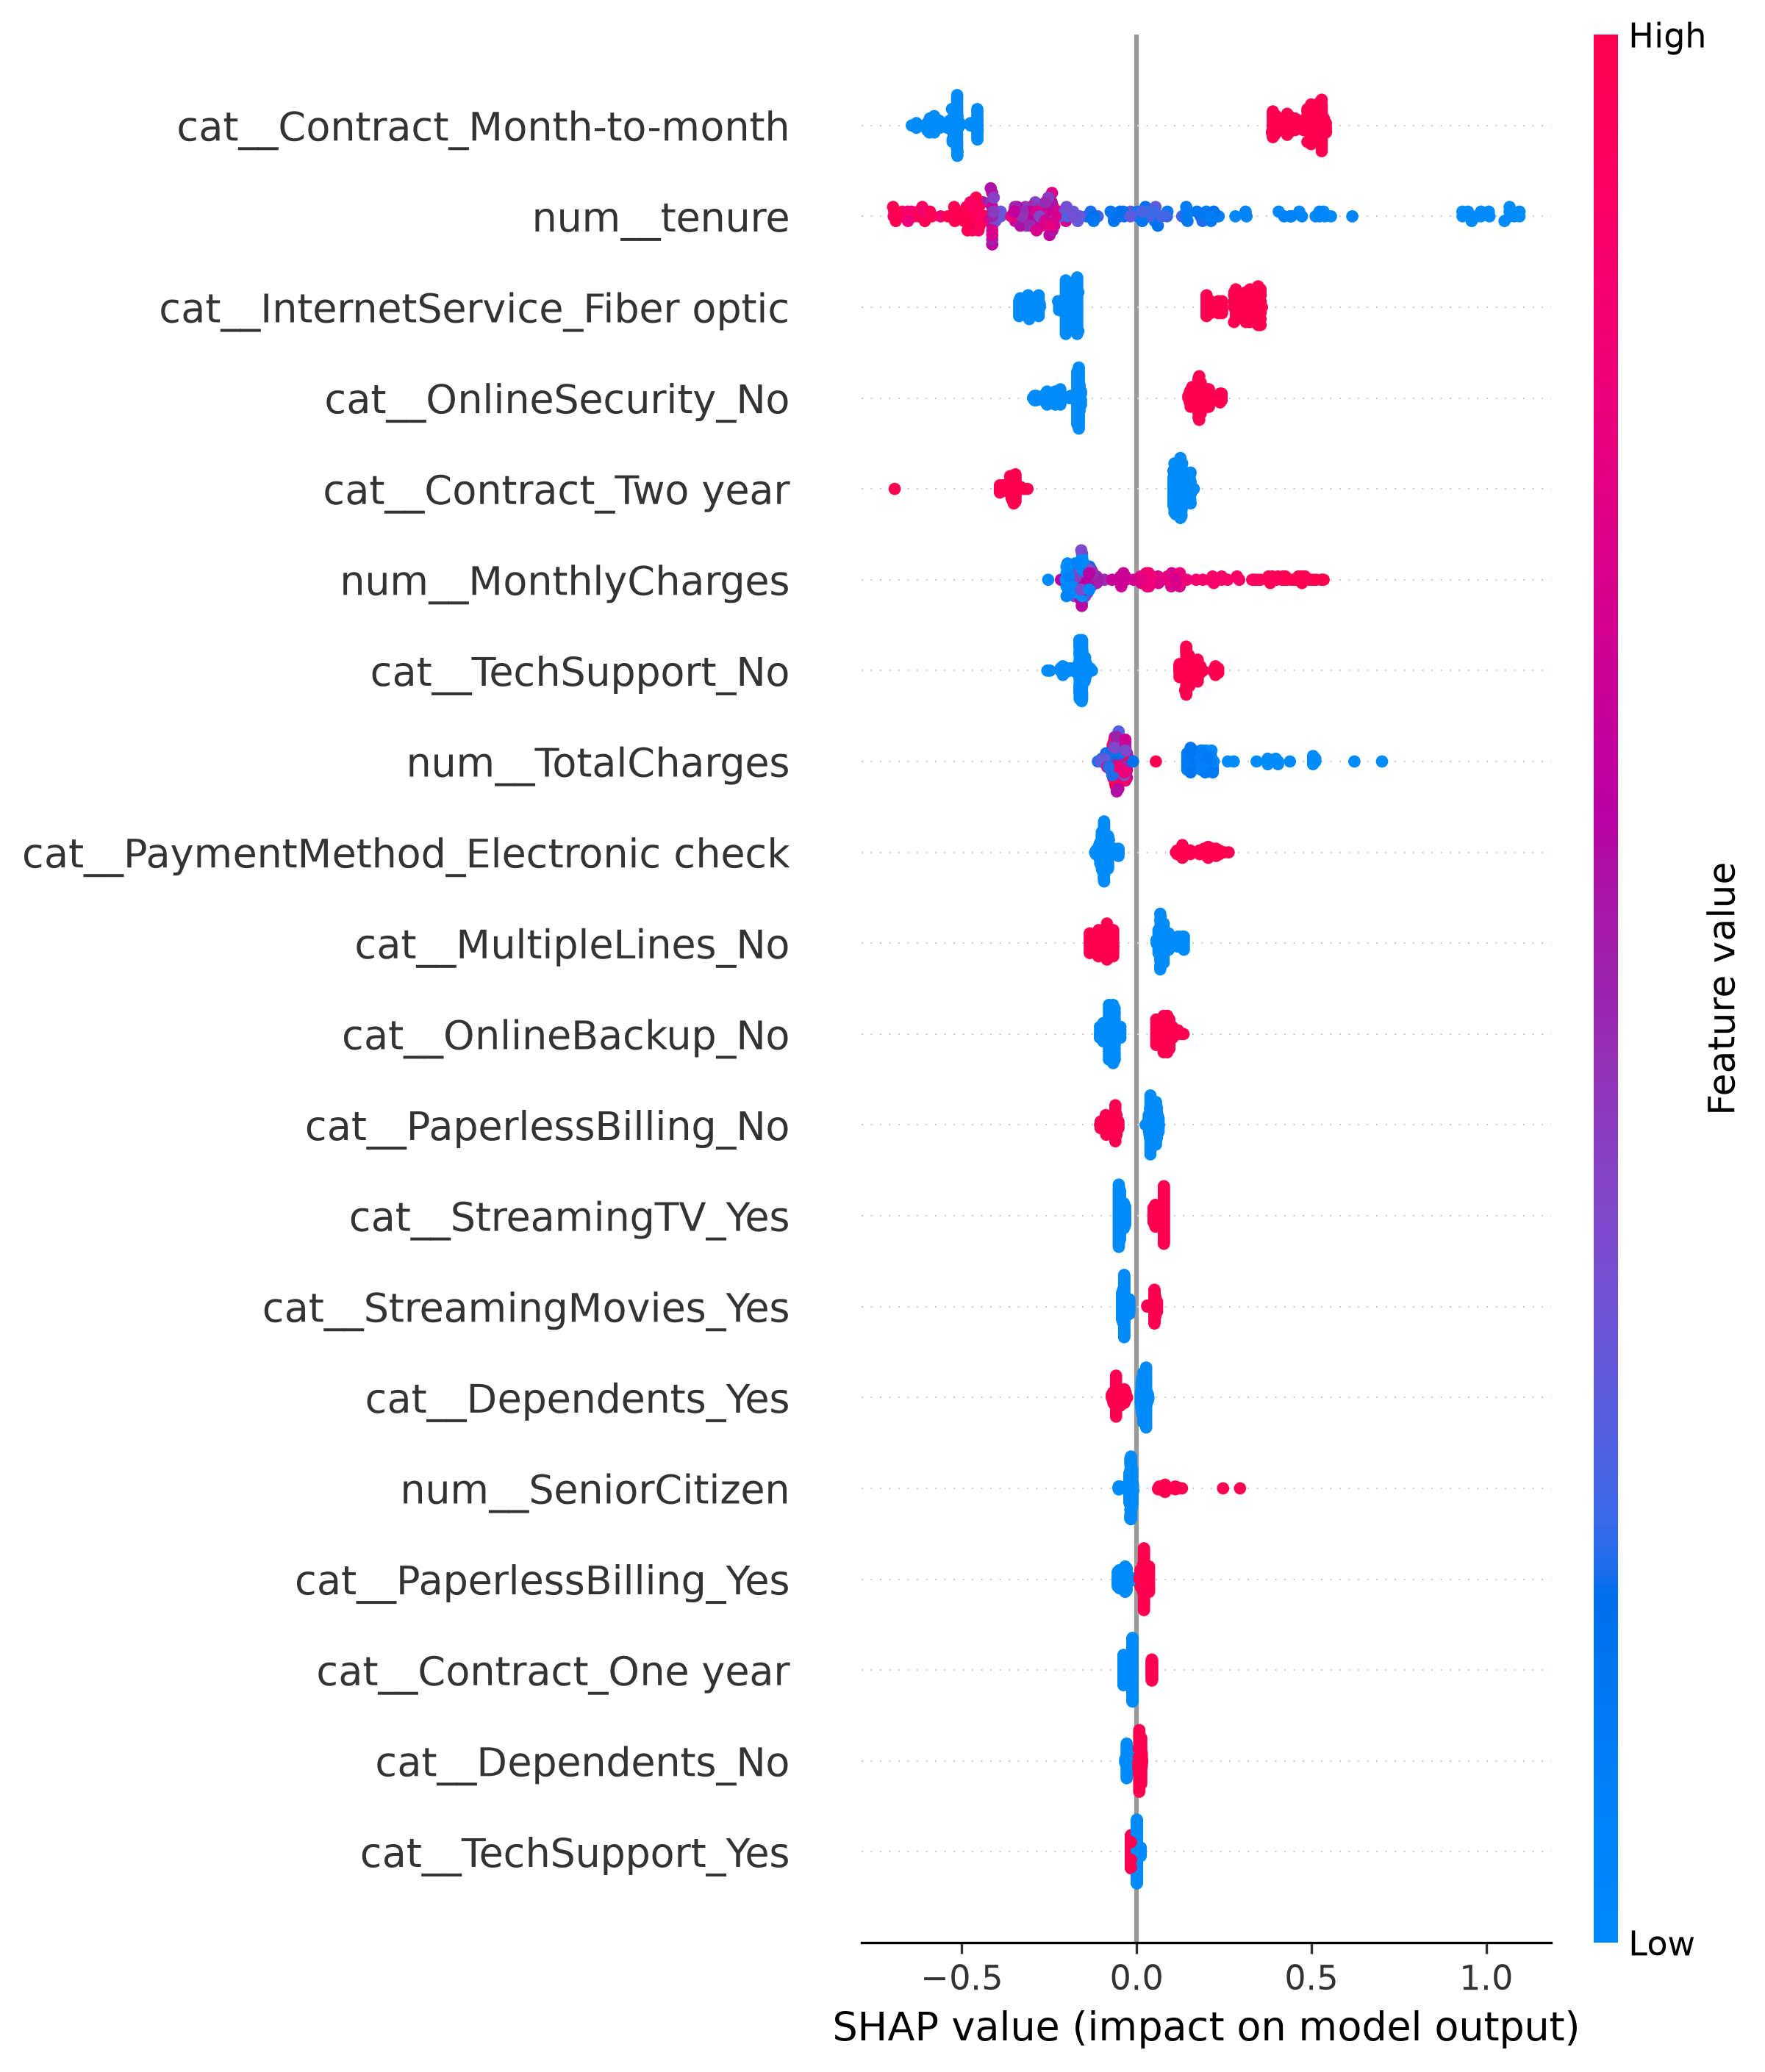 High
cat__Contract_Month-to-month
num__tenure
cat__InternetService_Fiber optic
cat__OnlineSecurity_No
cat__Contract_Two year
num__MonthlyCharges
cat__TechSupport_No
num__TotalCharges
cat__PaymentMethod_Electronic check
cat__MultipleLines_No
cat__OnlineBackup_No
cat__PaperlessBilling_No
cat__StreamingTV_Yes
cat__StreamingMovies_Yes
cat__Dependents_Yes
num__SeniorCitizen
cat__PaperlessBilling_Yes
cat__Contract_One year
cat__Dependents_No
cat__TechSupport_Yes
Feature value
Low
−0.5 0.0 0.5 1.0
SHAP value (impact on model output)